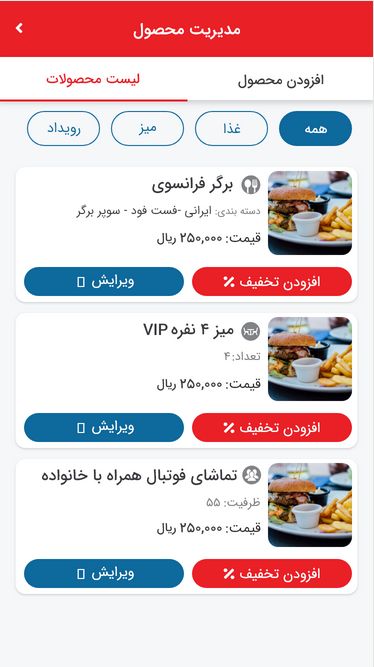 مدیریت محصول
افزودن محصول
لیست محصولات
همه
غذا
میز
رویداد
برگر فرانسوی
دسته بندی: ایرانی -فست فود - سوپر برگر
قیمت: ۲۵۰,۰۰۰ ریال
افزودن تخفیف ٪
ویرایش
میز ۴ نفره VIP
تعداد:۴
قیمت: ۲۵۰,۰۰۰ ریال
افزودن تخفیف ٪
ویرایش
تماشای فوتبال همراه با خانواده
ظرفیت: ۵۵
قیمت: ۲۵۰,۰۰۰ ریال
افزودن تخفیف ٪
ویرایش